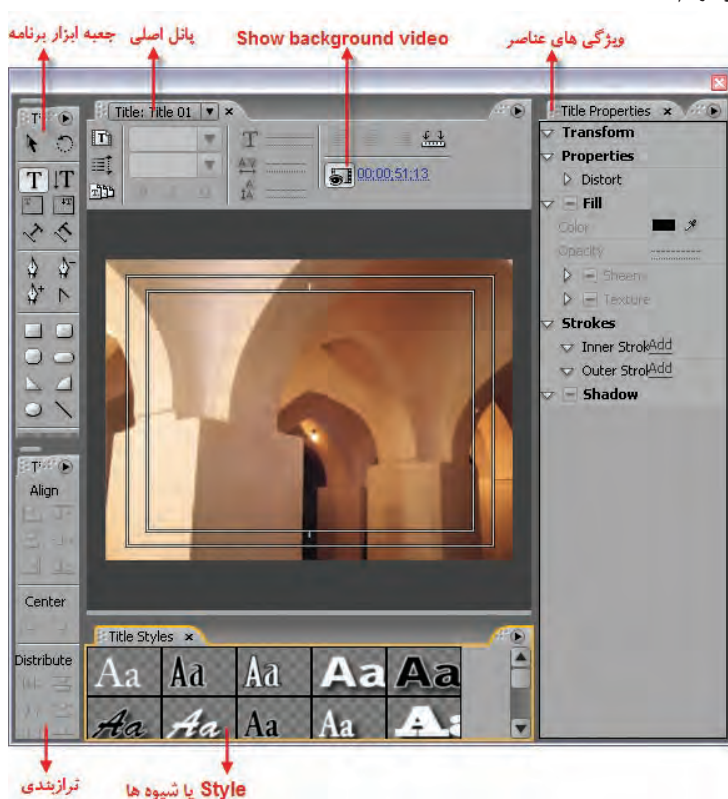 جعبه ابزار برنامه
پانل اصلی
Show background video
ویژگی های عناصر
Title: Title 01
Title Properties
Transform
Properties
Distort
Fill
Color
Opacity
Sheen
Texture
Strokes
Inner Strok Add
Outer Strok Add
Shadow
00;00;51;13
Align
Center
Distribute
Title Styles
Aa Aa Aa Aa Aa
Aa Aa Aa Aa A
ترازبندی
Style یا شیوه ها